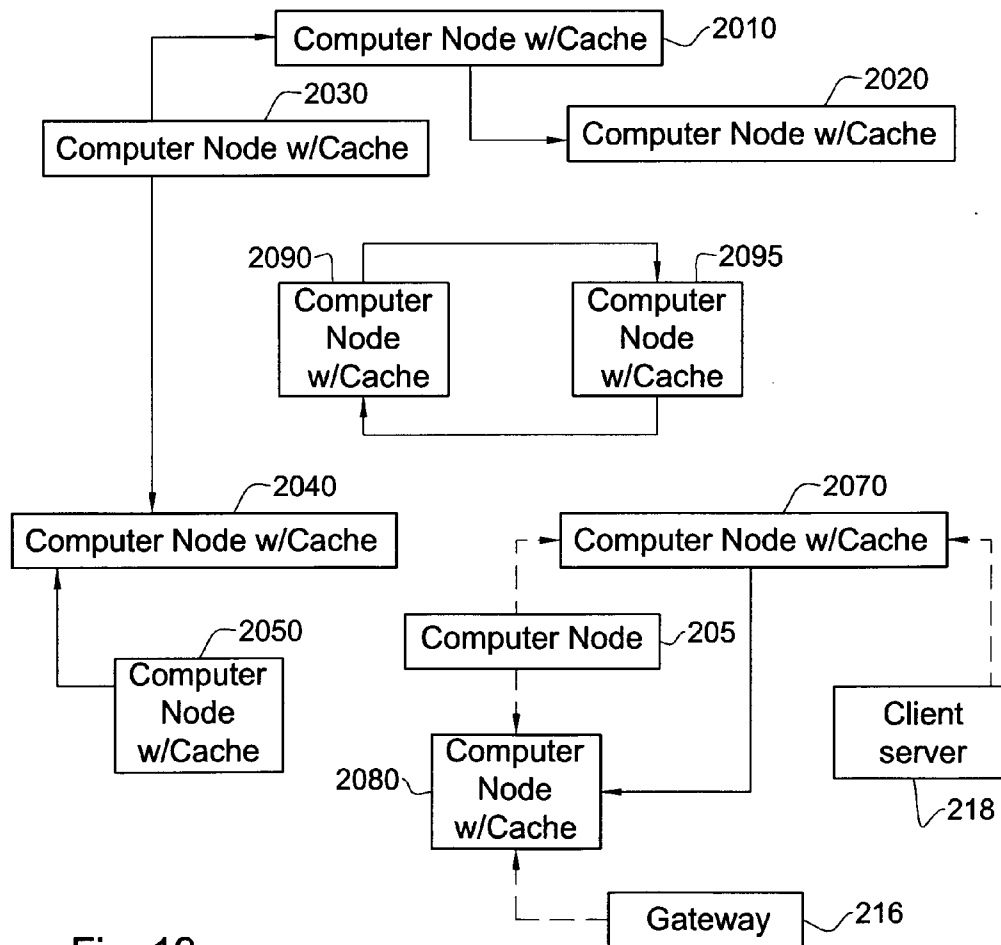 Computer Node w/Cache
2010
2030
2020
Computer Node w/Cache
Computer Node w/Cache
2090
2095
Computer
Node
w/Cache
Computer
Node
w/Cache
2040
2070
Computer Node w/Cache
Computer Node w/Cache
2050
Computer Node
205
Computer
Node
w/Cache
Client
server
218
2080
Computer
Node
w/Cache
Gateway
216